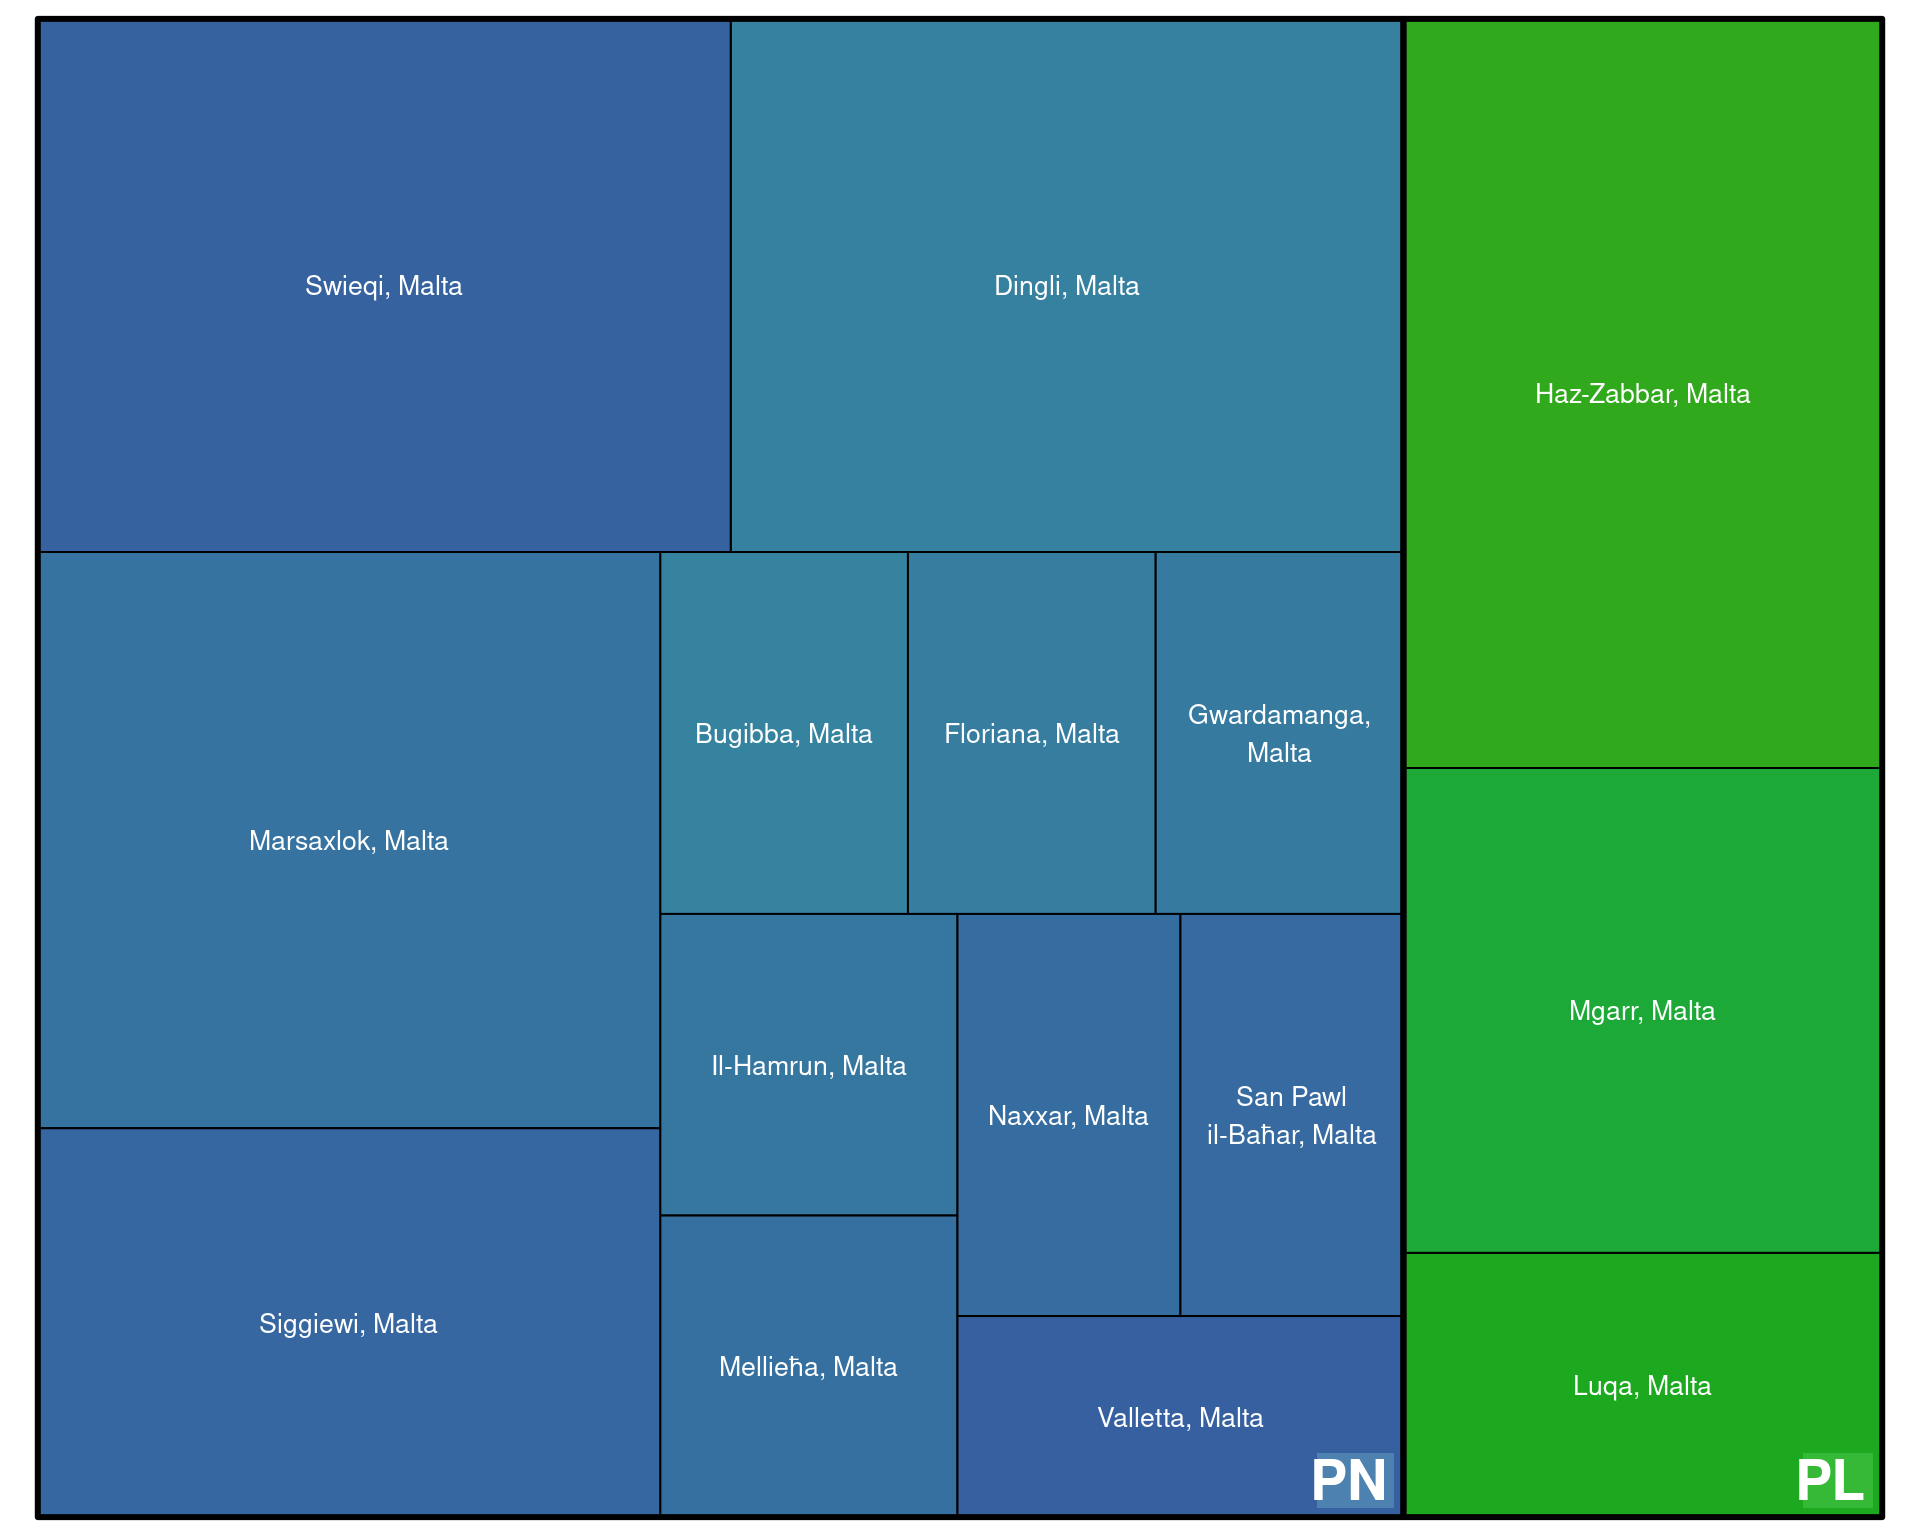 Swieqi, Malta
Dingli, Malta
Haz-Zabbar, Malta
Marsaxlok, Malta
Bugibba, Malta
Floriana, Malta
Gwardamanga,
Malta
Il-Hamrun, Malta
Naxxar, Malta
San Pawl
il-Baħar, Malta
Mgarr, Malta
Siggiewi, Malta
Mellieħa, Malta
Valletta, Malta
Luqa, Malta
PN
PL